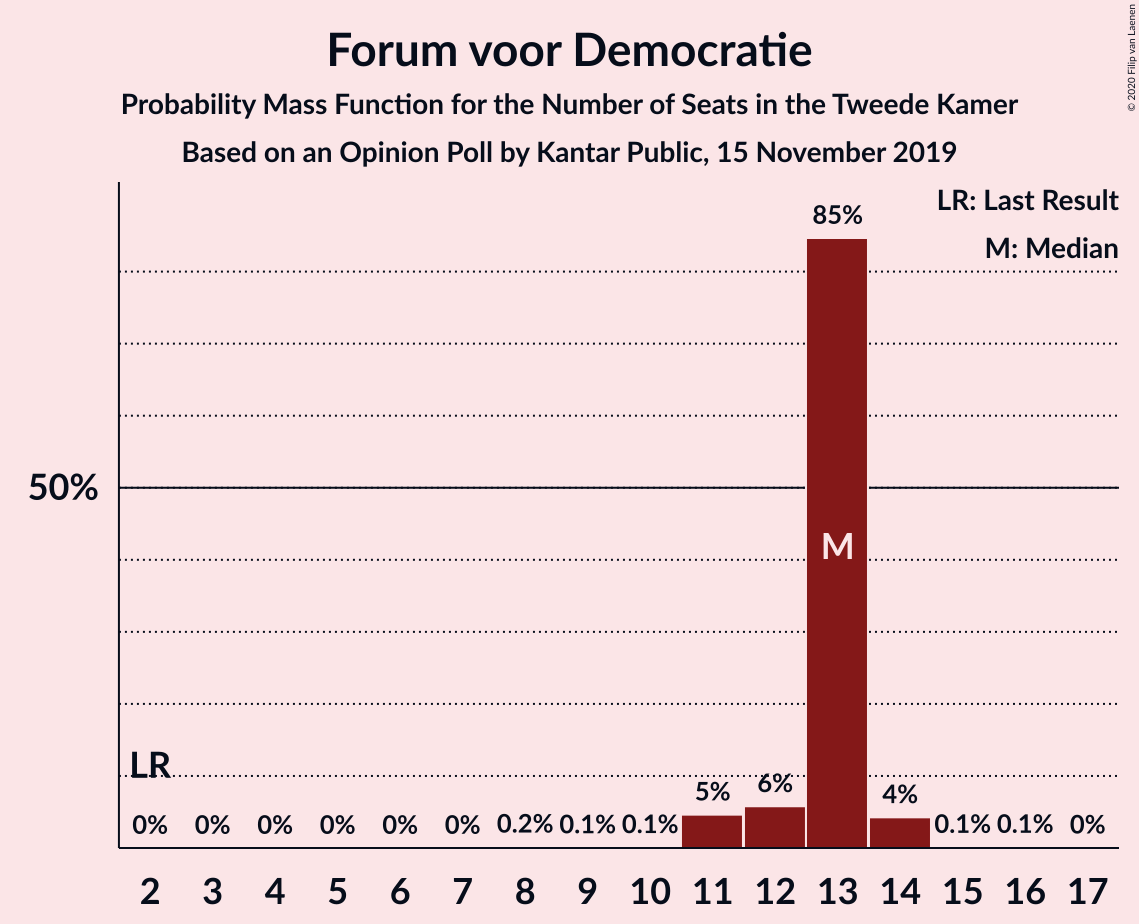 Forum voor Democratie
Probability Mass Function for the Number of Seats in the Tweede Kamer
Based on an Opinion Poll by Kantar Public, 15 November 2019
© 2020 Filip van Laenen
LR: Last Result
M: Median
85%
50%
M
LR
0% 0% 0% 0% 0% 0% 0.2% 0.1% 0.1% 5% 6% 4% 0.1% 0.1% 0%
2 3 4 5 6 7 8 9 10 11 12 13 14 15 16 17